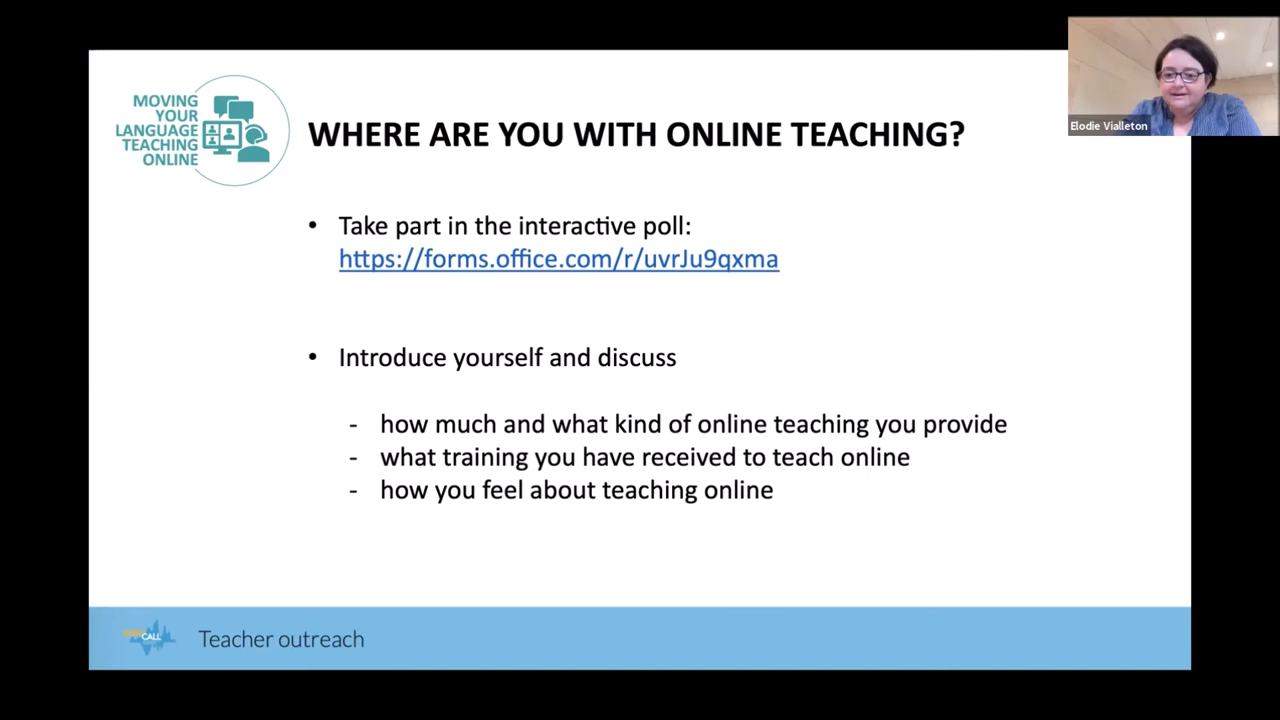 MOVING
YOUR
LANGUAGE
TEACHING
ONLINE
WHERE ARE YOU WITH ONLINE TEACHING?
Elodie Vialleton
• Take part in the interactive poll:
https://forms.office.com/r/uvrJu9qxma
• Introduce yourself and discuss
- how much and what kind of online teaching you provide
- what training you have received to teach online
- how you feel about teaching online
CALL
Teacher outreach